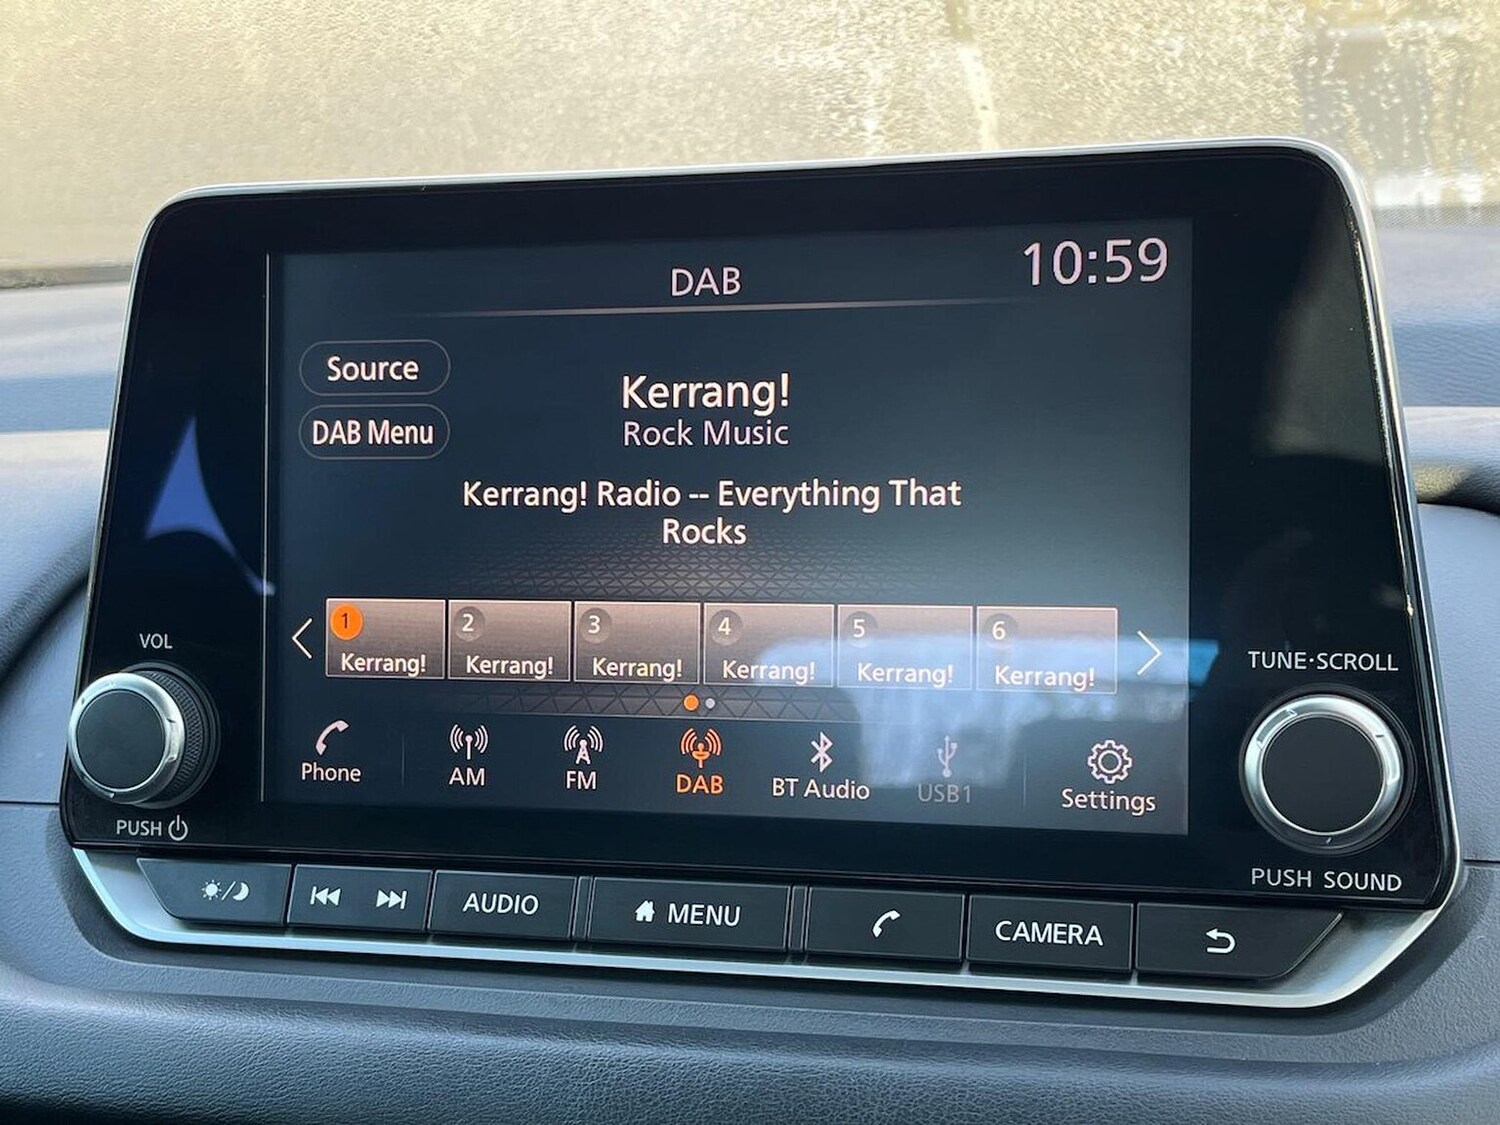 DAB
10:59
Source
DAB Menu
Kerrang!
Rock Music
Kerrang! Radio -- Everything That
Rocks
1
Kerrang!
2
Kerrang!
3
Kerrang!
4
Kerrang!
5
Kerrang!
6
Kerrang!
Phone
AM
FM
DAB
BT Audio
USB1
Settings
VOL
PUSH
TUNE·SCROLL
PUSH SOUND
AUDIO
MENU
CAMERA